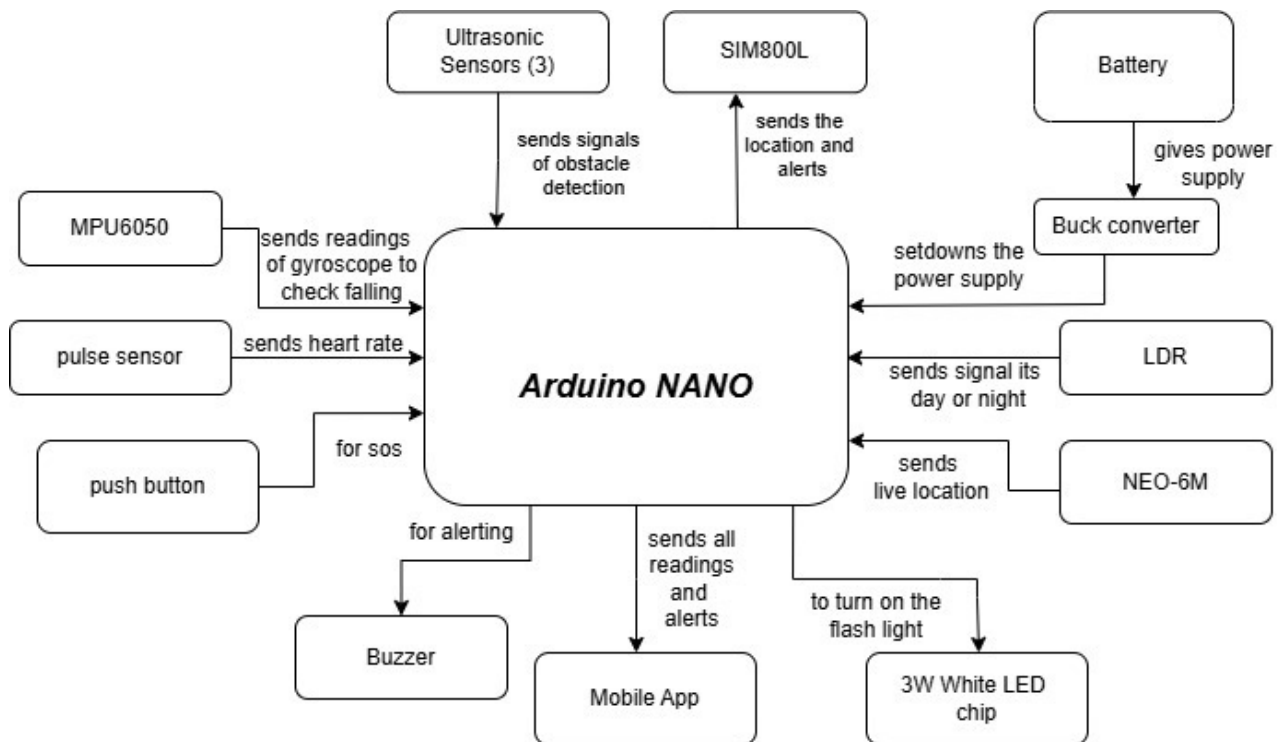 Ultrasonic
Sensors (3)
SIM800L
Battery
sends signals
of obstacle
detection
sends the
location and
alerts
gives power
supply
MPU6050
Buck converter
sends readings
of gyroscope to
check falling
setdowns the
power supply
pulse sensor
sends heart rate
Arduino NANO
LDR
sends signal its
day or night
push button
for sos
sends
live location
NEO-6M
for alerting
sends all
readings
and
alerts
to turn on the
flash light
Buzzer
Mobile App
3W White LED
chip